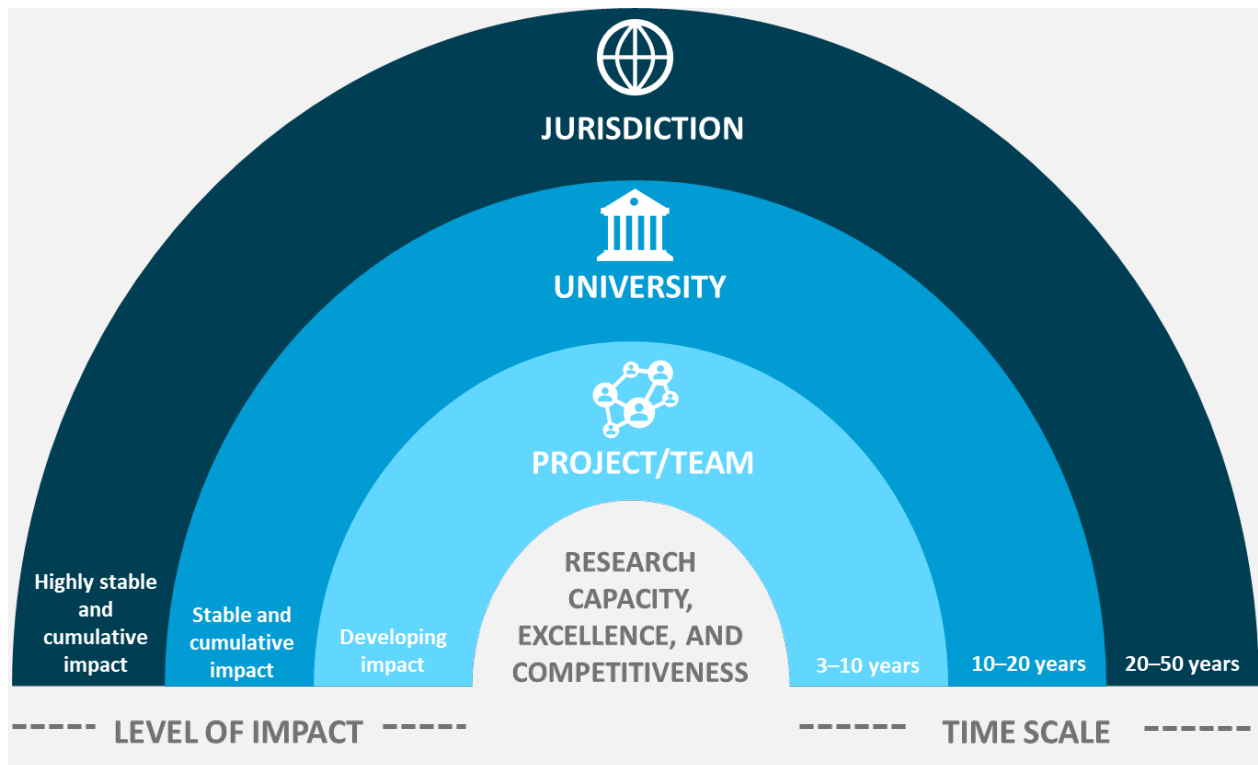 JURISDICTION
UNIVERSITY
PROJECT/TEAM
RESEARCH
CAPACITY,
EXCELLENCE, AND
COMPETITIVENESS
Highly stable
and
cumulative
impact
Stable and
cumulative
impact
Developing
impact
3–10 years
10–20 years
20–50 years
LEVEL OF IMPACT
TIME SCALE